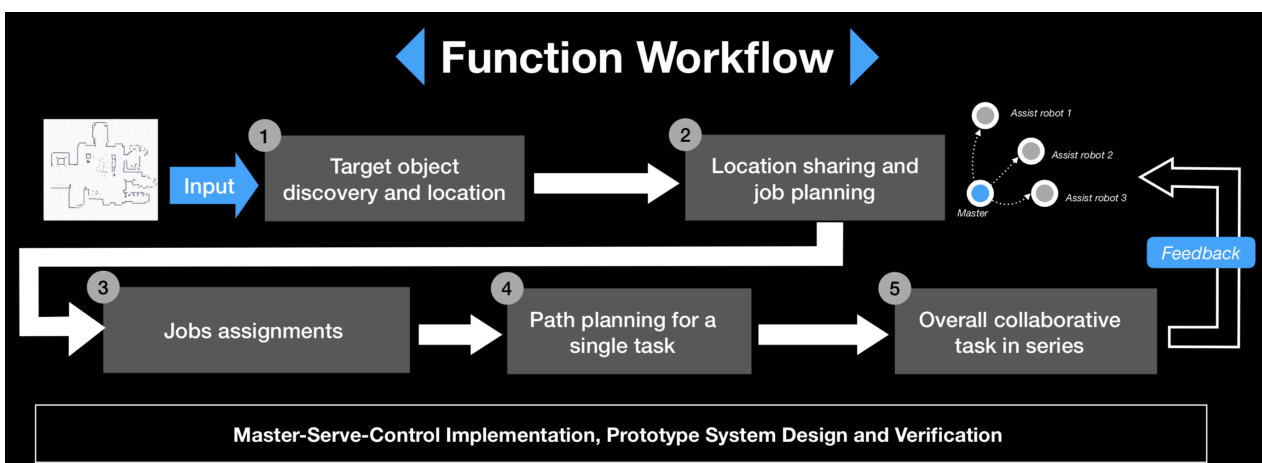 Function Workflow
Input
1
Target object
discovery and location
2
Location sharing and
job planning
Assist robot 1
Assist robot 2
Assist robot 3
Master
Feedback
3
Jobs assignments
4
Path planning for a
single task
5
Overall collaborative
task in series
Master-Serve-Control Implementation, Prototype System Design and Verification